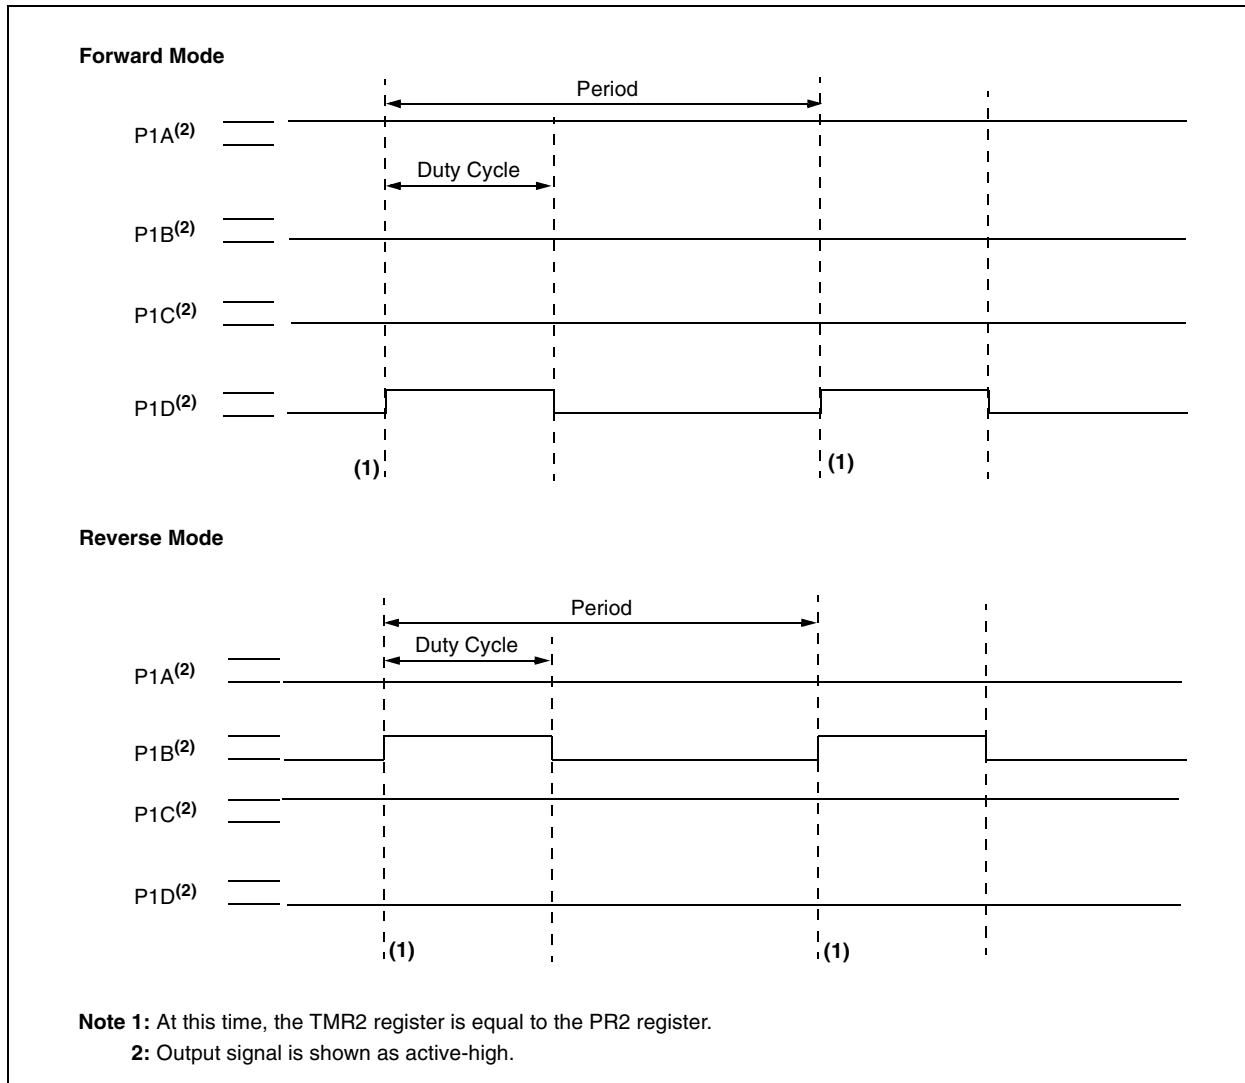 Forward Mode
Period
P1A(2)
Duty Cycle
P1B(2)
P1C(2)
P1D(2)
(1)
(1)
Reverse Mode
Period
Duty Cycle
P1A(2)
P1B(2)
P1C(2)
P1D(2)
(1)
(1)
Note 1: At this time, the TMR2 register is equal to the PR2 register.
2: Output signal is shown as active-high.